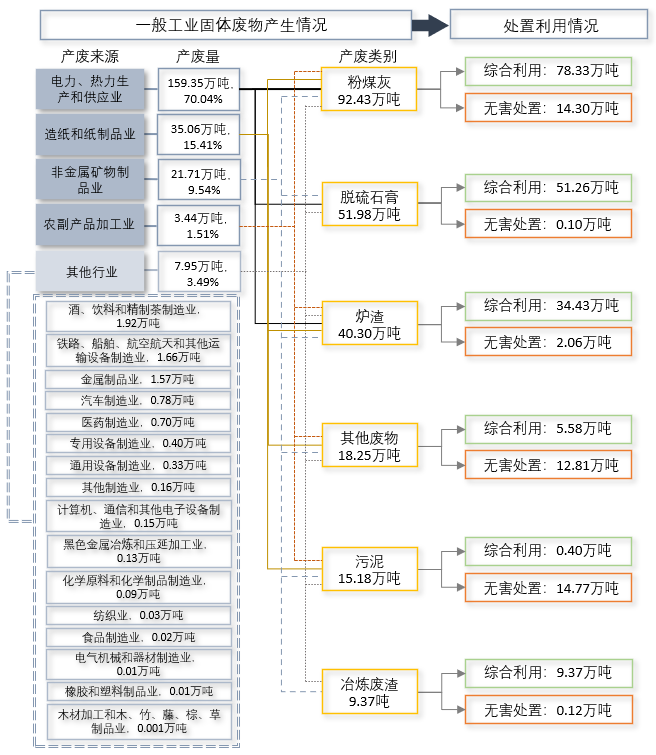 一般工业固体废物产生情况
处置利用情况
产废来源
产废量
产废类别
电力、热力生
产和供应业
159.35万吨，
70.04%
造纸和纸制品业
35.06万吨，
15.41%
非金属矿物制
品业
21.71万吨，
9.54%
农副产品加工业
3.44万吨，
1.51%
其他行业
7.95万吨，
3.49%
酒、饮料和精制茶制造业，
1.92万吨
铁路、船舶、航空航天和其他运
输设备制造业，1.66万吨
金属制品业，1.57万吨
汽车制造业，0.78万吨
医药制造业，0.70万吨
专用设备制造业，0.40万吨
通用设备制造业，0.33万吨
其他制造业，0.16万吨
计算机、通信和其他电子设备制
造业，0.15万吨
黑色金属冶炼和压延加工业，
0.13万吨
化学原料和化学制品制造业，
0.09万吨
纺织业，0.03万吨
食品制造业，0.02万吨
电气机械和器材制造业，
0.01万吨
橡胶和塑料制品业，0.01万吨
木材加工和木、竹、藤、棕、草
制品业，0.001万吨
粉煤灰
92.43万吨
综合利用：78.33万吨
无害处置：14.30万吨
脱硫石膏
51.98万吨
综合利用：51.26万吨
无害处置：0.10万吨
炉渣
40.30万吨
综合利用：34.43万吨
无害处置：2.06万吨
其他废物
18.25万吨
综合利用：5.58万吨
无害处置：12.81万吨
污泥
15.18万吨
综合利用：0.40万吨
无害处置：14.77万吨
冶炼废渣
9.37万吨
综合利用：9.37万吨
无害处置：0.12万吨